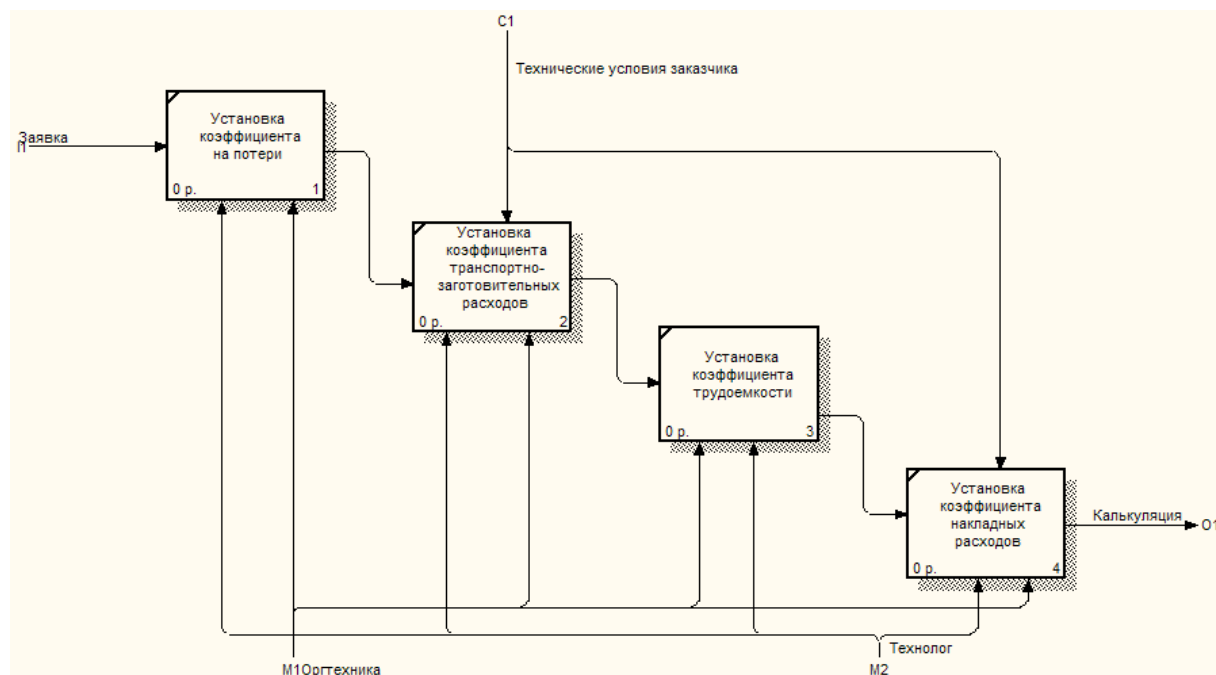 C1
Технические условия заказчика
Заявка
I1
Установка
коэффициента
на потери
0 р.
1
Установка
коэффициента
транспортно-
заготовительных
расходов
0 р.
2
Установка
коэффициента
трудоемкости
0 р.
3
Установка
коэффициента
накладных
расходов
0 р.
4
Калькуляция
O1
M1Оргтехника
Технолог
M2